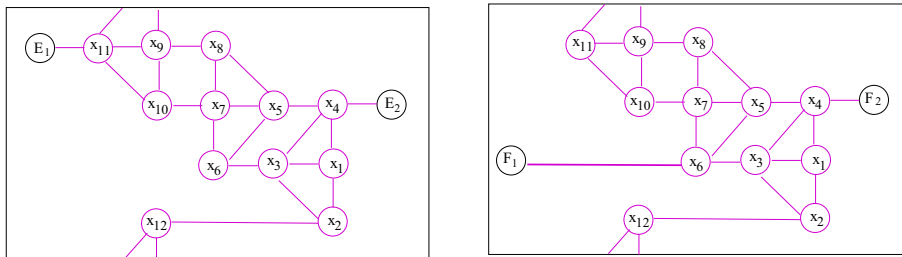 E1 x11 x9 x8
x10 x7 x5 x4 E2
x6 x3 x1
x12 x2
x11 x9 x8
x10 x7 x5 x4 F2
F1 x6 x3 x1
x12 x2